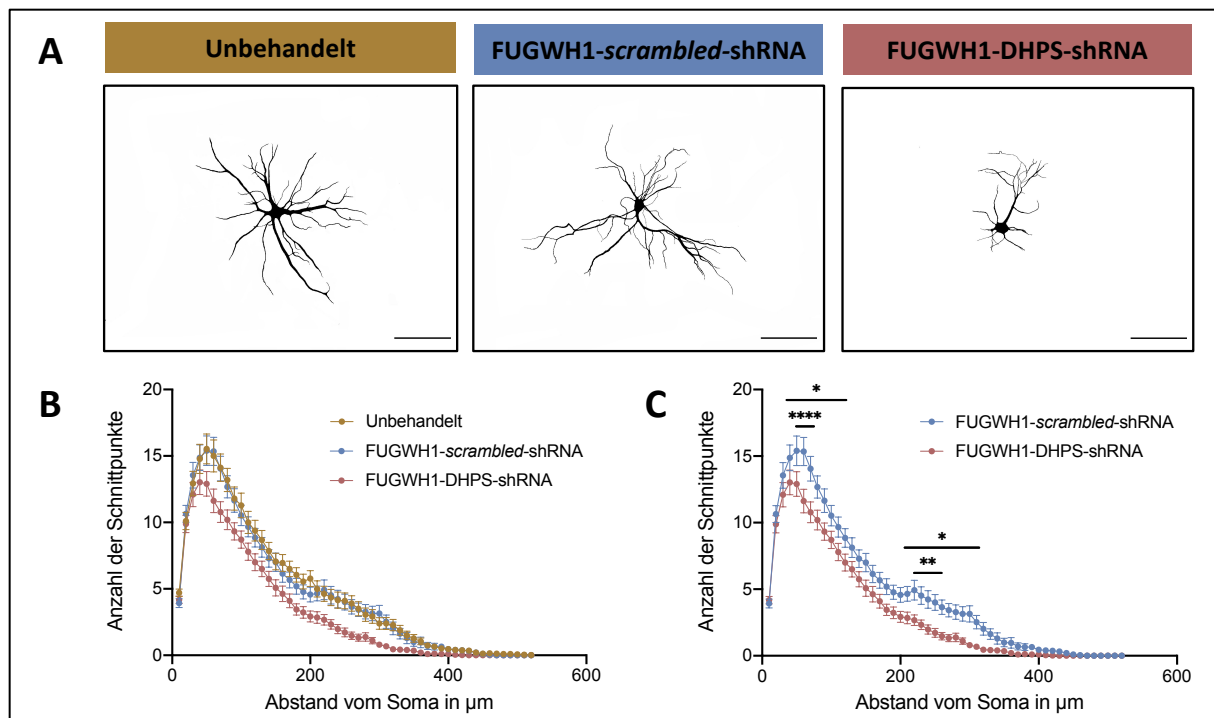 A
Unbehandelt
FUGWH1-scrambled-shRNA
FUGWH1-DHPS-shRNA
B
Anzahl der Schnittpunkte
20
15
10
5
0
Unbehandelt
FUGWH1-scrambled-shRNA
FUGWH1-DHPS-shRNA
0 200 400 600
Abstand vom Soma in µm
C
Anzahl der Schnittpunkte
20
15
10
5
0
*
****
*
**
FUGWH1-scrambled-shRNA
FUGWH1-DHPS-shRNA
0 200 400 600
Abstand vom Soma in µm